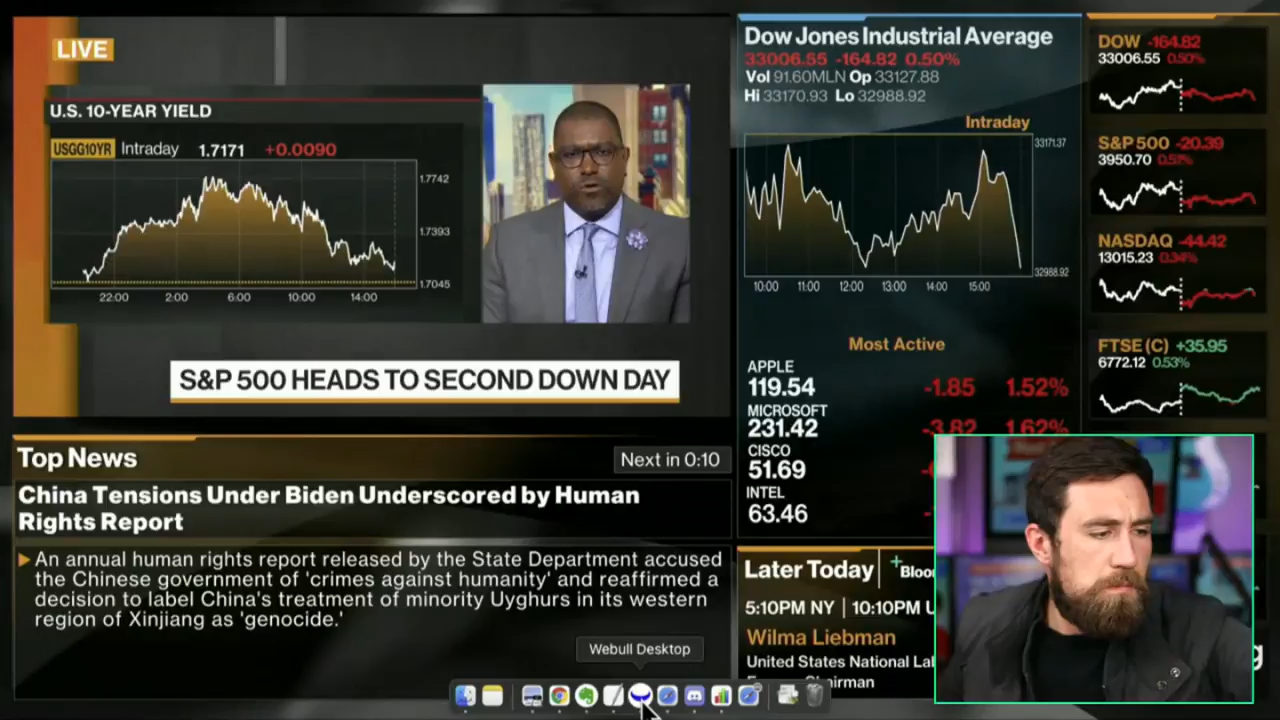 LIVE
U.S. 10-YEAR YIELD
USGG10YR Intraday 1.7171 +0.0090
1.7742
1.7393
1.7045
22:00 2:00 6:00 10:00 14:00
S&P 500 HEADS TO SECOND DOWN DAY
Top News
Next in 0:10
China Tensions Under Biden Underscored by Human
Rights Report
An annual human rights report released by the State Department accused
the Chinese government of 'crimes against humanity' and reaffirmed a
decision to label China's treatment of minority Uyghurs in its western
region of Xinjiang as 'genocide.'
Webull Desktop
Dow Jones Industrial Average
33006.55 -164.82 0.50%
Vol 91.60MLN Op 33127.88
Hi 33170.93 Lo 32988.92
Intraday
33171.37
32988.92
10:00 11:00 12:00 13:00 14:00 15:00
Most Active
APPLE
119.54 -1.85 1.52%
MICROSOFT
231.42 -3.82 1.62%
CISCO
51.69
INTEL
63.46
Later Today
5:10PM NY | 10:10PM
Wilma Liebman
United States National
DOW -164.82
33006.55 0.50%
S&P 500 -20.39
3950.70 0.51%
NASDAQ -44.42
13015.23 0.34%
FTSE (C) +35.95
6772.12 0.53%